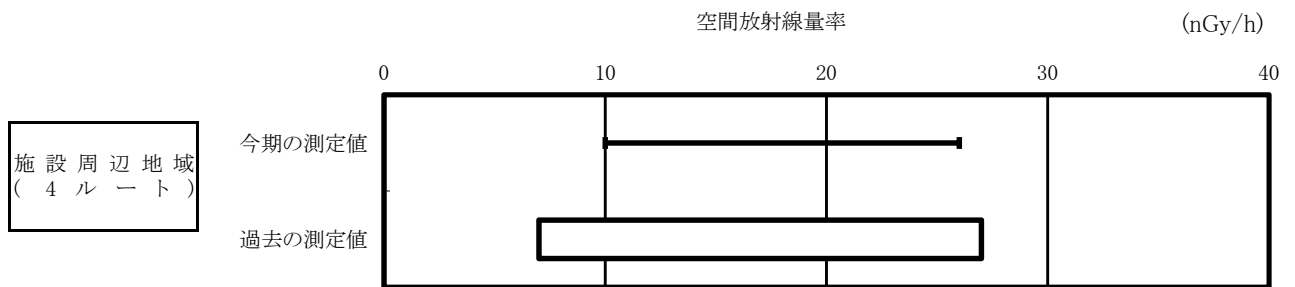 空間放射線量率 (nGy/h)
0 10 20 30 40
施設周辺地域
(4ルート)
今期の測定値
過去の測定値